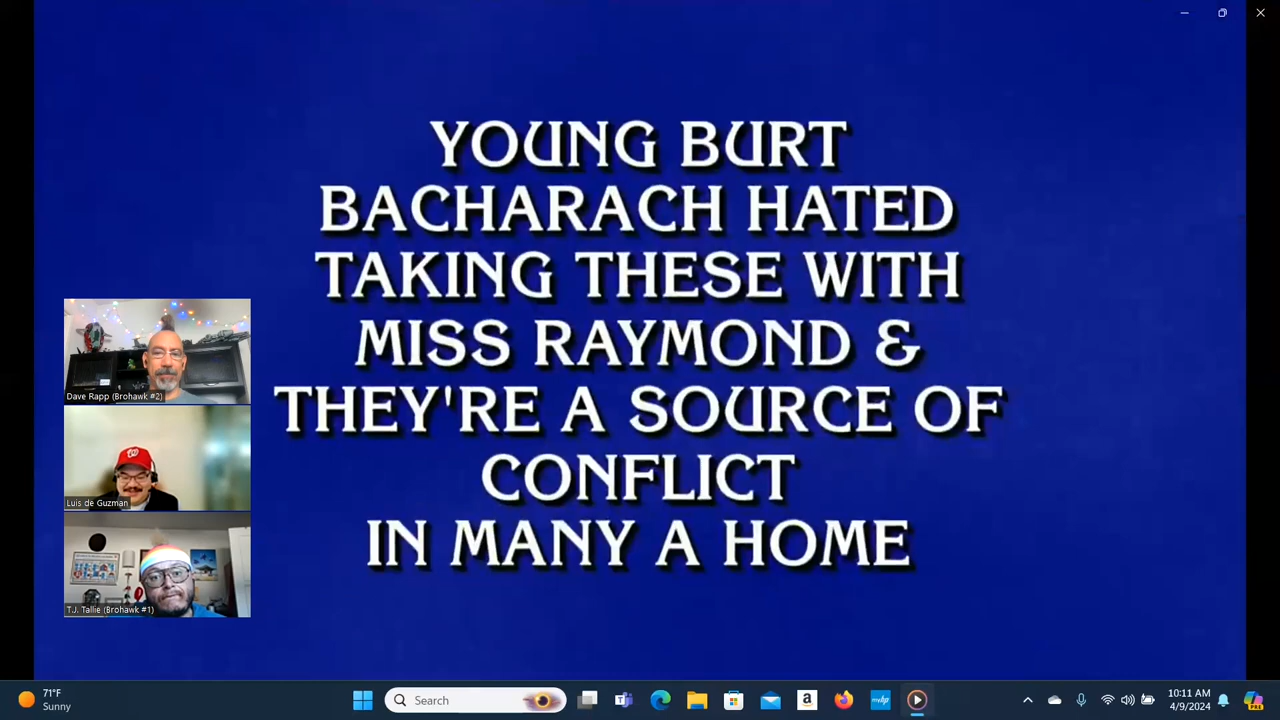 YOUNG BURT
BACHARACH HATED
TAKING THESE WITH
MISS RAYMOND &
THEY'RE A SOURCE OF
CONFLICT
IN MANY A HOME
Dave Rapp (Brohawk #2)
Luis de Guzman
T.J. Tallie (Brohawk #1)
71°F
Sunny
Search
10:11 AM
4/9/2024